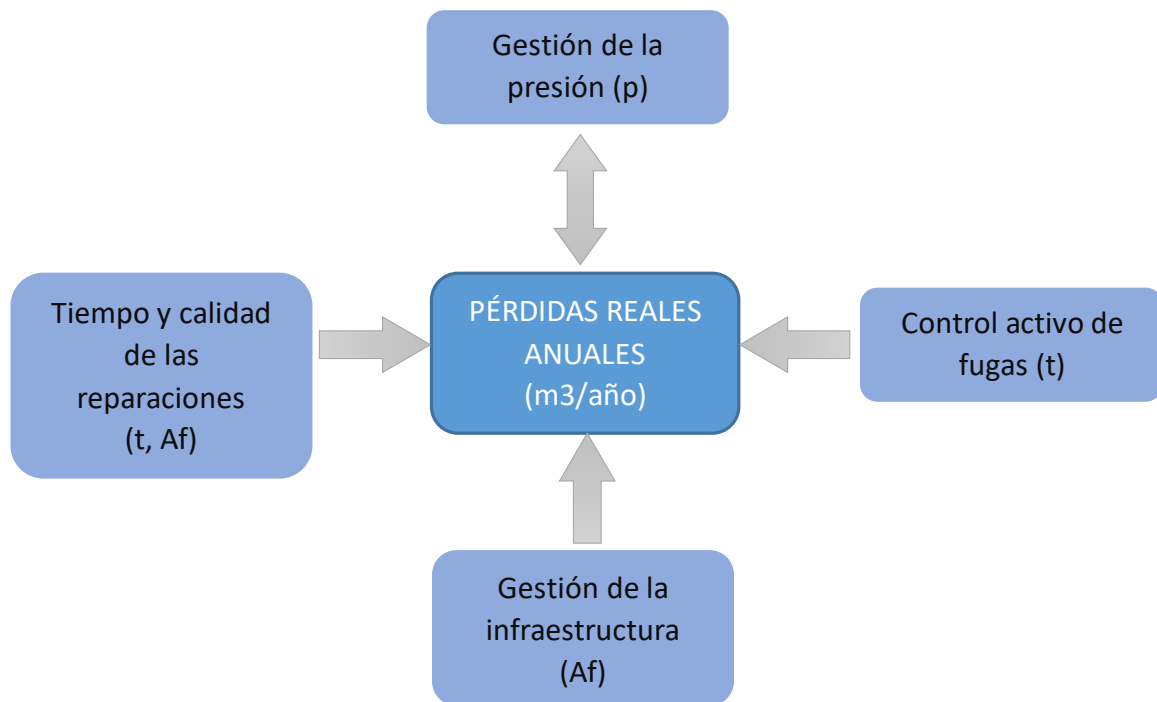 Gestión de la
presión (p)
Tiempo y calidad
de las
reparaciones
(t, Af)
PÉRDIDAS REALES
ANUALES
(m3/año)
Control activo de
fugas (t)
Gestión de la
infraestructura
(Af)